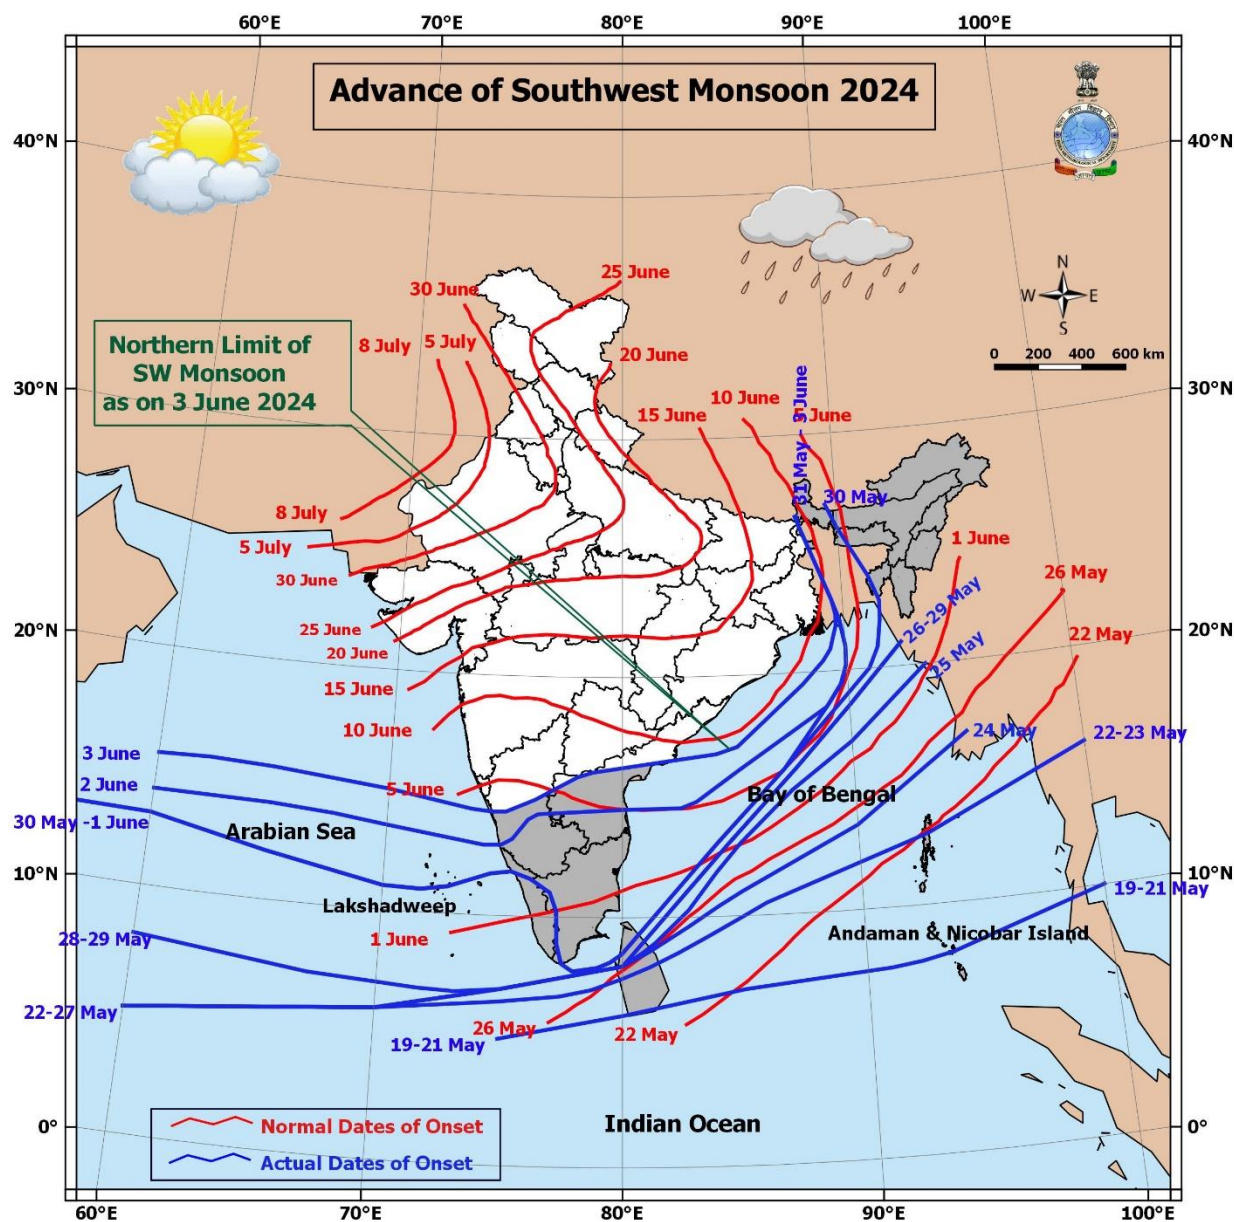 60°E 70°E 80°E 90°E 100°E
Advance of Southwest Monsoon 2024
40°N 40°N
N
W E
S
0 200 400 600 km
25 June
30 June
8 July 5 July
20 June
Northern Limit of
SW Monsoon
as on 3 June 2024
30°N 30°N
10 June
15 June
31 May - 3 June
30 May
8 July
5 July
30 June
25 June
20 June
15 June
10 June
5 June
1 June
26 May
22 May
20°N 20°N
26-29 May
25 May
24 May
22-23 May
3 June
2 June
30 May -1 June
Arabian Sea
Bay of Bengal
10°N 10°N
Lakshadweep
1 June
28-29 May
19-21 May
Andaman & Nicobar Island
22-27 May
26 May
22 May
19-21 May
Indian Ocean
0° 0°
Normal Dates of Onset
Actual Dates of Onset
60°E 70°E 80°E 90°E 100°E